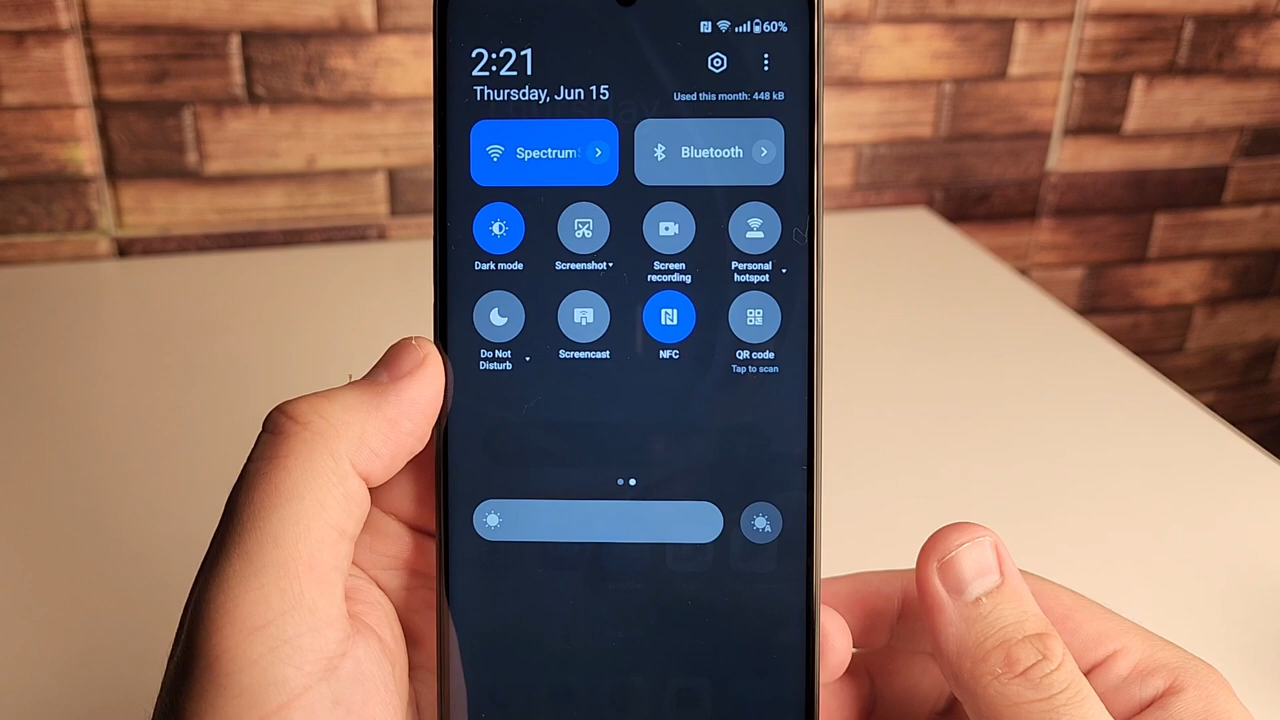 60%
2:21
Thursday, Jun 15
Used this month: 448 kB
Spectrum
Bluetooth
Dark mode
Screenshot
Screen
recording
Personal
hotspot
Do Not
Disturb
Screencast
NFC
QR code
Tap to scan